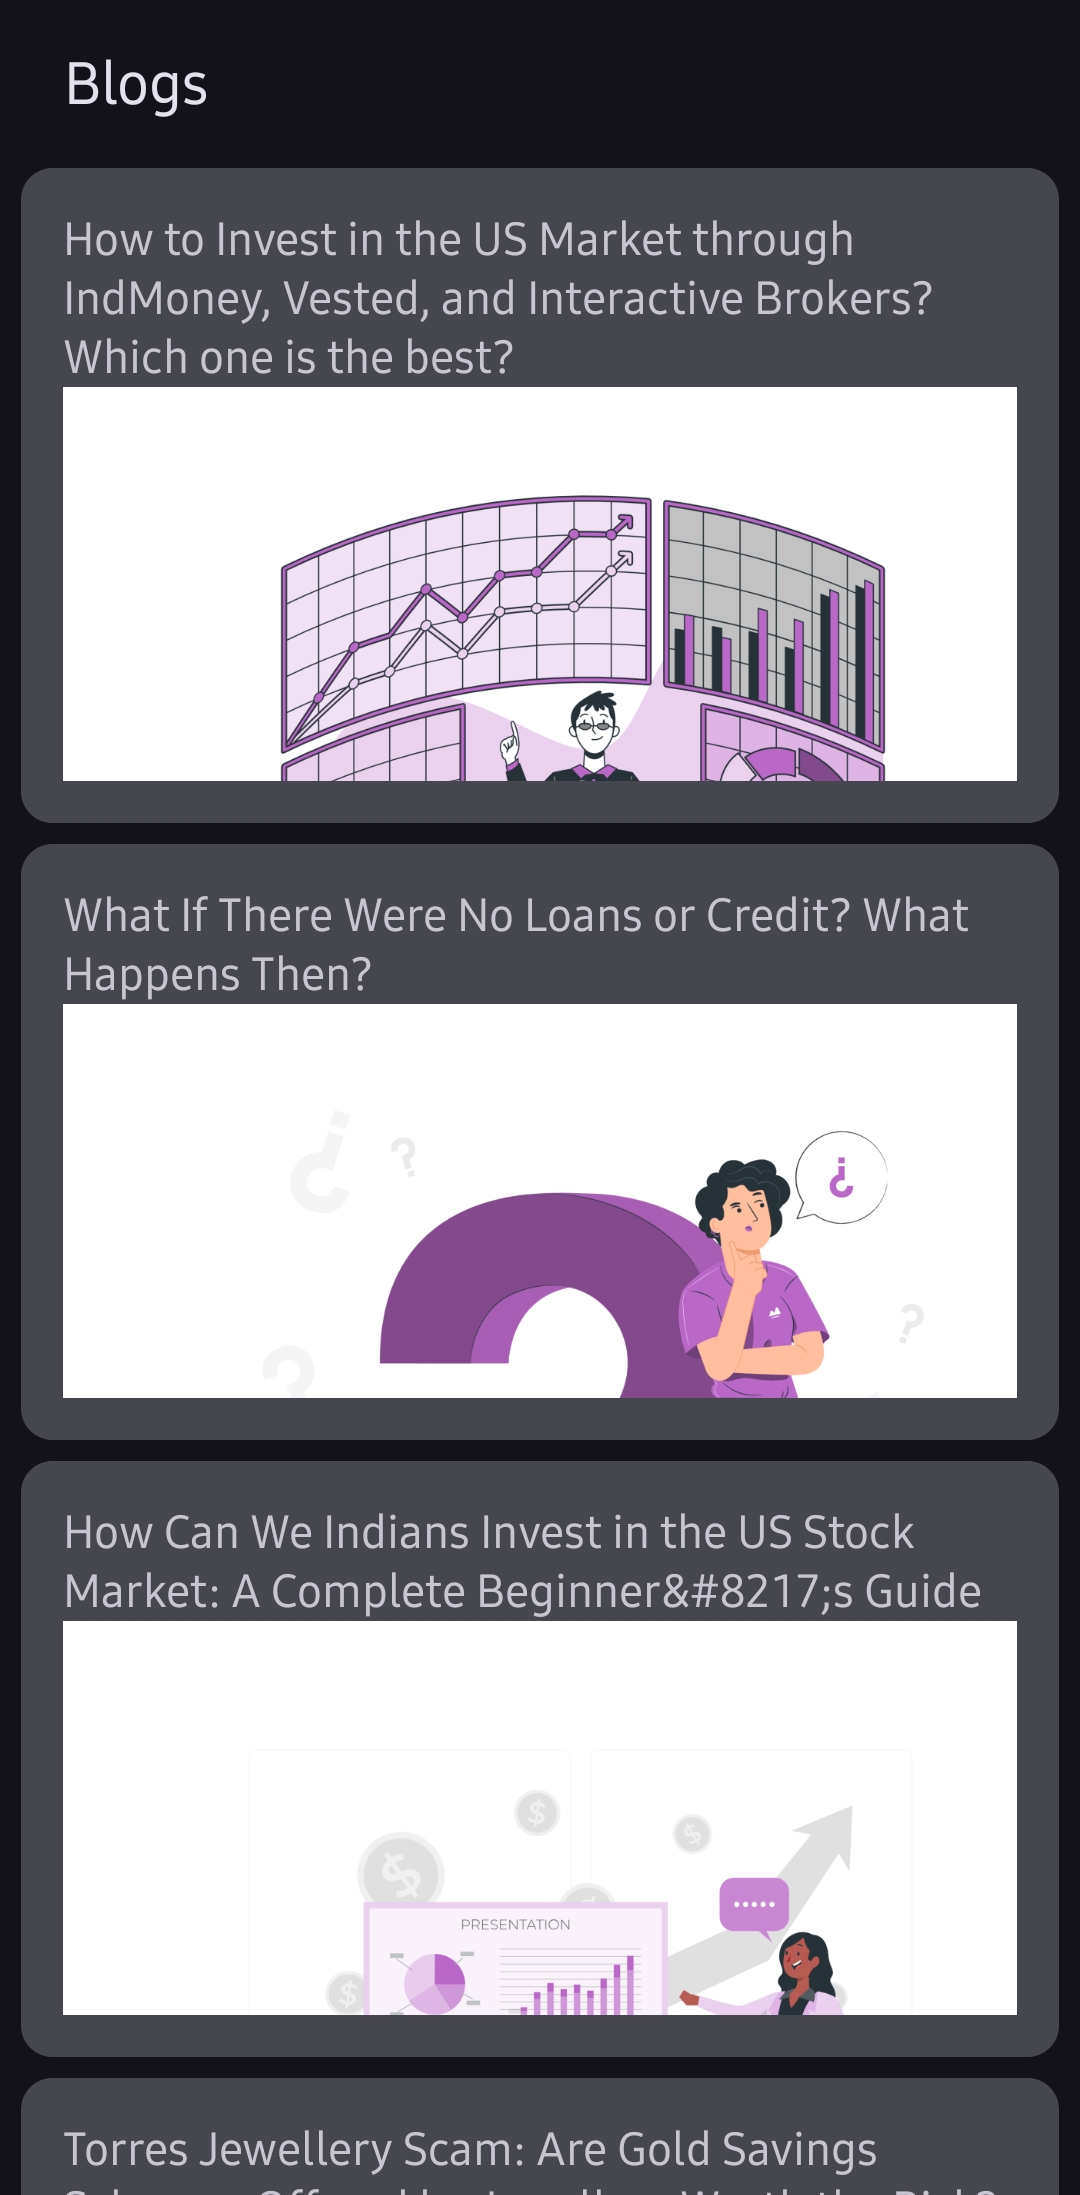 Blogs
How to Invest in the US Market through
IndMoney, Vested, and Interactive Brokers?
Which one is the best?
What If There Were No Loans or Credit? What
Happens Then?
¿
?
¿
?
?
How Can We Indians Invest in the US Stock
Market: A Complete Beginner&#8217;s Guide
$
$
$
PRESENTATION
$
Torres Jewellery Scam: Are Gold Savings